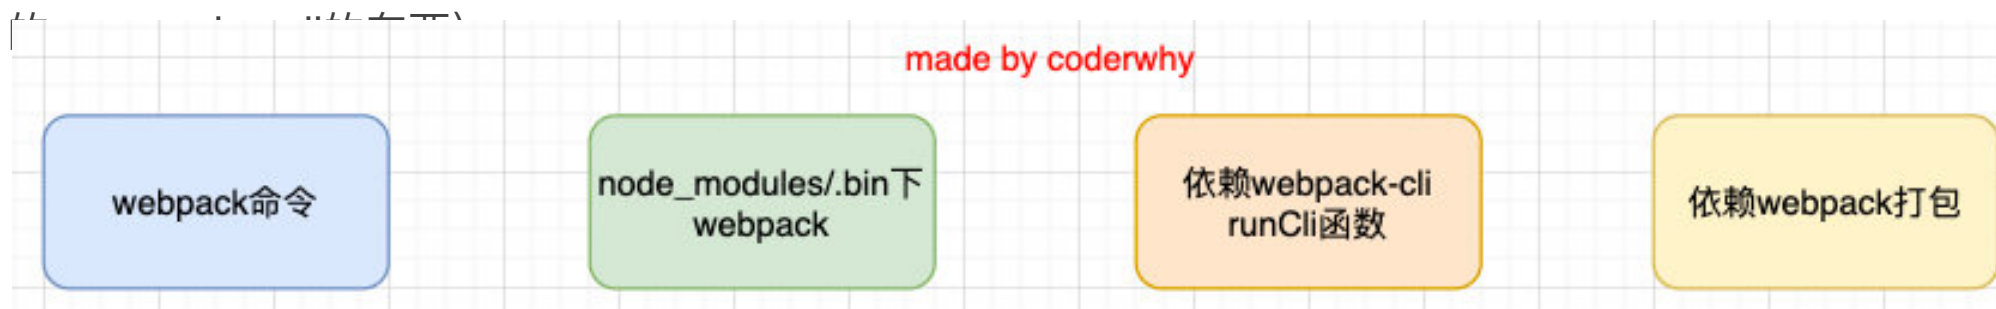 made by coderwhy
webpack命令
node_modules/.bin下
webpack
依赖webpack-cli
runCli函数
依赖webpack打包